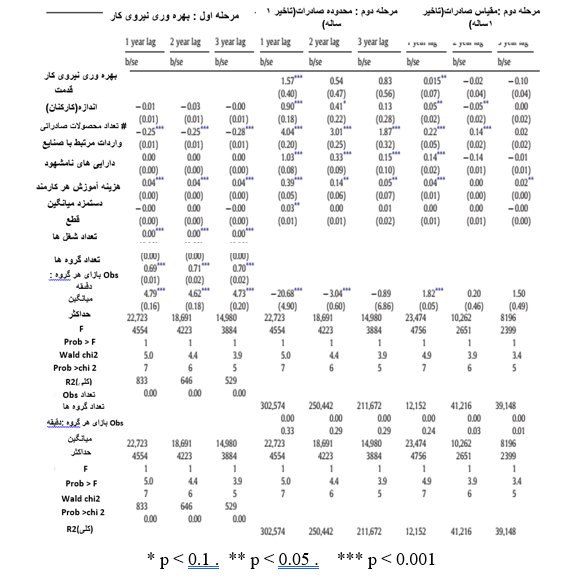 مرحله اول : بهره وری نیروی کار
مرحله دوم : محدوده صادرات(تاخیر ۱ ساله)
مرحله دوم :مقیاس صادرات(تاخیر ۱ساله)
1 year lag 2 year lag 3 year lag 1 year lag 2 year lag 3 year lag
b/se b/se b/se b/se b/se b/se b/se b/se b/se
بهره وری نیروی کار 1.57*** 0.54 0.83 0.015** −0.02 −0.10
قدمت (0.40) (0.47) (0.56) (0.07) (0.04) (0.04)
اندازه(کارکنان) −0.01 −0.03 −0.00 0.90*** 0.41* 0.13 0.05** −0.05** 0.00
(0.01) (0.01) (0.01) (0.18) (0.22) (0.28) (0.02) (0.02) (0.02)
# تعداد محصولات صادراتی −0.25*** −0.25*** −0.28*** 4.04*** 3.01*** 1.87*** 0.22*** 0.14*** 0.02
واردات مرتبط با صنایع (0.01) (0.01) (0.01) (0.20) (0.25) (0.32) (0.05) (0.02) (0.02)
دارایی های نامشهود 0.00 0.00 0.00 1.03*** 0.33*** 0.15*** 0.14*** −0.14 −0.01
(0.00) (0.00) (0.00) (0.08) (0.09) (0.10) (0.02) (0.01) (0.01)
هزینه آموزش هر کارمند 0.04*** 0.04*** 0.04*** 0.39*** 0.14** 0.05** 0.04*** 0.00 0.02**
(0.00) (0.00) (0.00) (0.05) (0.06) (0.07) (0.01) (0.00) (0.00)
دستمزد میانگین −0.00 −0.00 0.00 0.03** 0.00 0.01 0.00 0.00 −0.00
قطع (0.00) (0.00) (0.00) (0.01) (0.01) (0.02) (0.01) (0.01) (0.00)
تعداد شغل ها 0.00*** 0.00*** 0.00***
تعداد گروه ها (0.00) (0.00) (0.00)
0.69*** 0.71*** 0.70***
Obs بازای هر گروه : دقیقه (0.01) (0.02) (0.02)
میانگین 4.79*** 4.62*** 4.73*** −20.68*** −3.04*** −0.89 1.82*** 0.20 1.50
(0.16) (0.18) (0.20) (4.90) (0.60) (6.86) (0.05) (0.46) (0.49)
حداکثر 22,723 18,691 14,980 22,723 18,691 14,980 23,474 10,262 8196
F 4554 4223 3884 4554 4223 3884 4756 2651 2399
Prob > F 1 1 1 1 1 1 1 1 1
Wald chi2 5.0 4.4 3.9 5.0 4.4 3.9 4.9 3.9 3.4
Prob >chi 2 7 6 5 7 6 5 7 6 5
R2(کلی) 833 646 529
تعداد Obs 0.00 0.00 0.00
تعداد گروه ها 302,574 250,442 211,672 12,152 41,216 39,148
0.00 0.00 0.00 0.00 0.00 0.00
Obs بازای هر گروه :دقیقه 0.33 0.29 0.29 0.24 0.03 0.01
میانگین 22,723 18,691 14,980 22,723 18,691 14,980 23,474 10,262 8196
حداکثر 4554 4223 3884 4554 4223 3884 4756 2651 2399
F 1 1 1 1 1 1 1 1 1
Prob > F 5.0 4.4 3.9 5.0 4.4 3.9 4.9 3.9 3.4
Wald chi2 7 6 5 7 6 5 7 6 5
Prob >chi 2 833 646 529
0.00 0.00 0.00
R2(کلی) 302,574 250,442 211,672 12,152 41,216 39,148
* p < 0.1 . ** p < 0.05 . *** p < 0.001